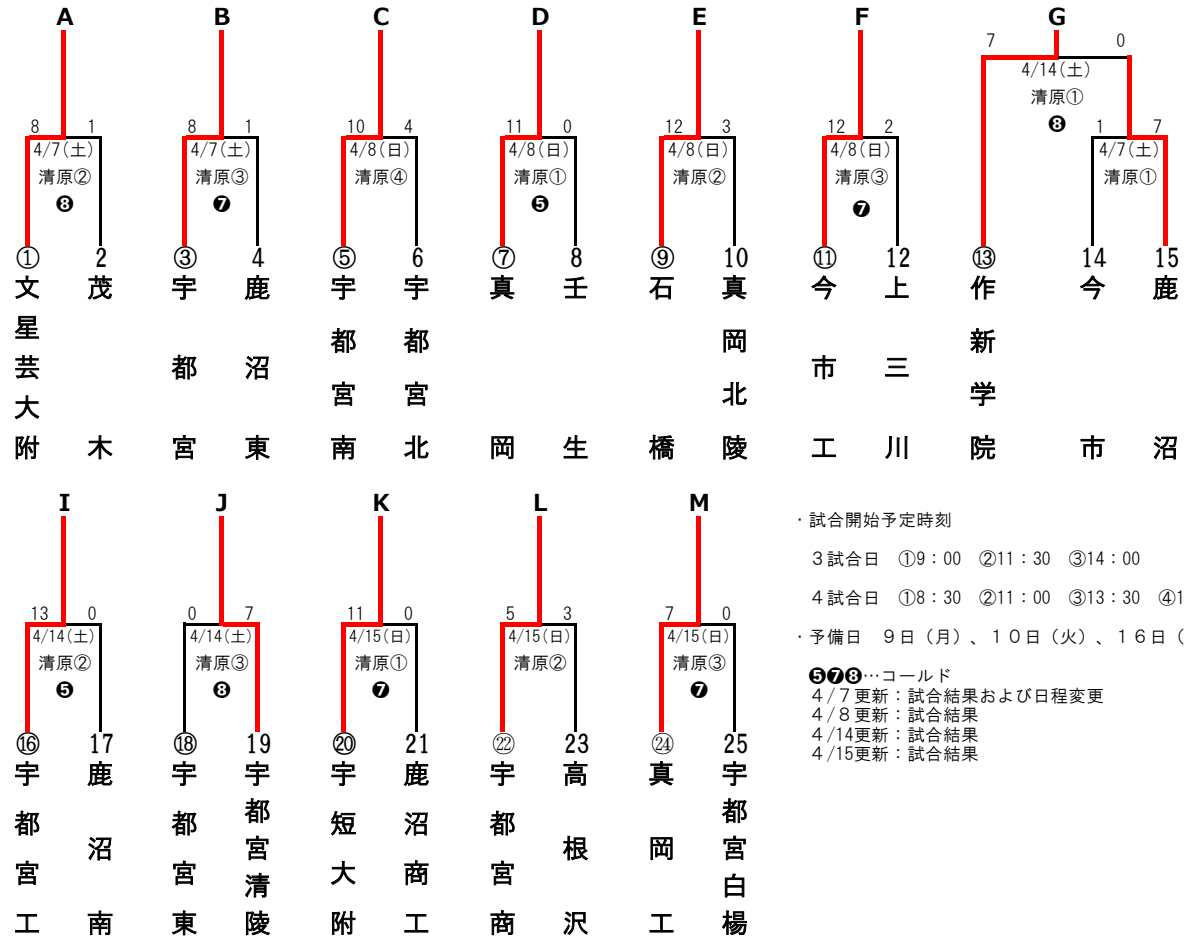 A B C D E F G
7 0
4/14(土)
清原①
❽
8 1 8 1 10 4 11 0 12 3 12 2 1 7
4/7(土) 4/7(土) 4/8(日) 4/8(日) 4/8(日) 4/8(日) 4/7(土)
清原② 清原③ 清原④ 清原① 清原② 清原③ 清原①
❽ ❼ ❺ ❼
① 2 ③ 4 ⑤ 6 ⑦ 8 ⑨ 10 ⑪ 12 ⑬ 14 15
文星芸大附
茂木
宇都宮
鹿沼東
宇都宮南
宇都宮北
真岡
壬生
石橋
真岡北陵
今市工
上三川
作新学院
今市
鹿沼
I J K L M
13 0 0 7 11 0 5 3 7 0
4/14(土) 4/14(土) 4/15(日) 4/15(日) 4/15(日)
清原② 清原③ 清原① 清原② 清原③
❺ ❽ ❼ ❼
⑯ 17 ⑱ 19 ⑳ 21 ㉒ 23 ㉔ 25
宇都宮工
鹿沼南
宇都宮東
宇都宮清陵
宇短大附
鹿沼商工
宇都宮商
高根沢
真岡工
宇都宮白楊
・試合開始予定時刻
３試合日 ①9：00 ②11：30 ③14：00
４試合日 ①8：30 ②11：00 ③13：30 ④1
・予備日 ９日（月）、１０日（火）、１６日（
❺❼❽…コールド
４/７更新：試合結果および日程変更
４/８更新：試合結果
４/14更新：試合結果
４/15更新：試合結果